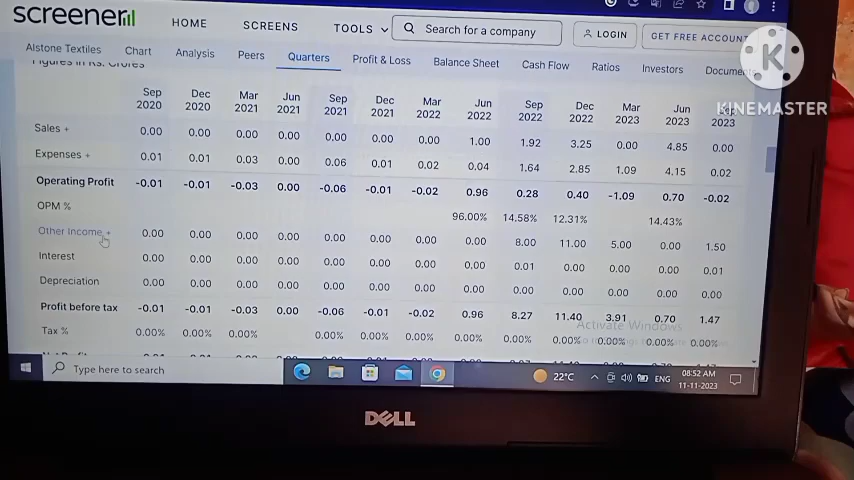 screener
HOME SCREENS TOOLS Search for a company LOGIN GET FREE ACCOUNT
Alstone Textiles Chart Analysis Peers Quarters Profit & Loss Balance Sheet Cash Flow Ratios Investors Documents
KINEMASTER
Figures in Rs. Crores
Sep 2020 Dec 2020 Mar 2021 Jun 2021 Sep 2021 Dec 2021 Mar 2022 Jun 2022 Sep 2022 Dec 2022 Mar 2023 Jun 2023 2023
Sales + 0.00 0.00 0.00 0.00 0.00 0.00 0.00 1.00 1.92 3.25 0.00 4.85 0.00
Expenses + 0.01 0.01 0.03 0.00 0.06 0.01 0.02 0.04 1.64 2.85 1.09 4.15 0.02
Operating Profit -0.01 -0.01 -0.03 0.00 -0.06 -0.01 -0.02 0.96 0.28 0.40 -1.09 0.70 -0.02
OPM % 96.00% 14.58% 12.31% 14.43%
Other Income + 0.00 0.00 0.00 0.00 0.00 0.00 0.00 0.00 8.00 11.00 5.00 0.00 1.50
Interest 0.00 0.00 0.00 0.00 0.00 0.00 0.00 0.00 0.01 0.00 0.00 0.00 0.01
Depreciation 0.00 0.00 0.00 0.00 0.00 0.00 0.00 0.00 0.00 0.00 0.00 0.00 0.00
Profit before tax -0.01 -0.01 -0.03 0.00 -0.06 -0.01 -0.02 0.96 8.27 11.40 3.91 0.70 1.47
Activate Windows
Tax % 0.00% 0.00% 0.00% 0.00% 0.00% 0.00% 0.00% 0.00% 0.00% 0.00% 0.00% 0.00%
Type here to search 22°C ENG 08:52 AM
11-11-2023
DELL